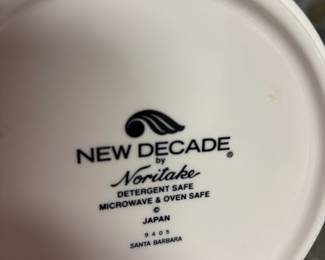 NEW DECADE®
by
Noritake
DETERGENT SAFE
MICROWAVE & OVEN SAFE
©
JAPAN
9405
SANTA BARBARA